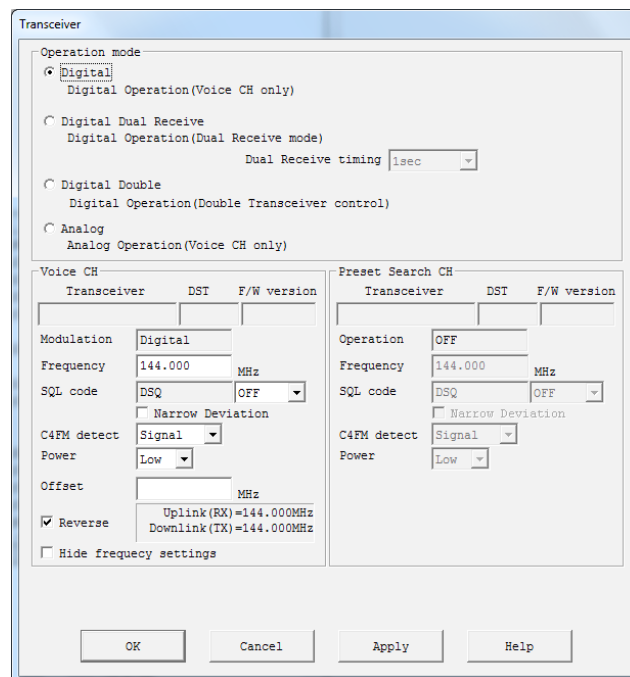 Transceiver
Operation mode
Digital
Digital Operation(Voice CH only)
Digital Dual Receive
Digital Operation(Dual Receive mode)
Dual Receive timing 1sec
Digital Double
Digital Operation(Double Transceiver control)
Analog
Analog Operation(Voice CH only)
Voice CH
Transceiver DST F/W version
Modulation Digital
Frequency 144.000 MHz
SQL code DSQ OFF
Narrow Deviation
C4FM detect Signal
Power Low
Offset MHz
Reverse
Uplink(RX)=144.000MHz
Downlink(TX)=144.000MHz
Hide frequecy settings
Preset Search CH
Transceiver DST F/W version
Operation OFF
Frequency 144.000 MHz
SQL code DSQ OFF
Narrow Deviation
C4FM detect Signal
Power Low
OK Cancel Apply Help